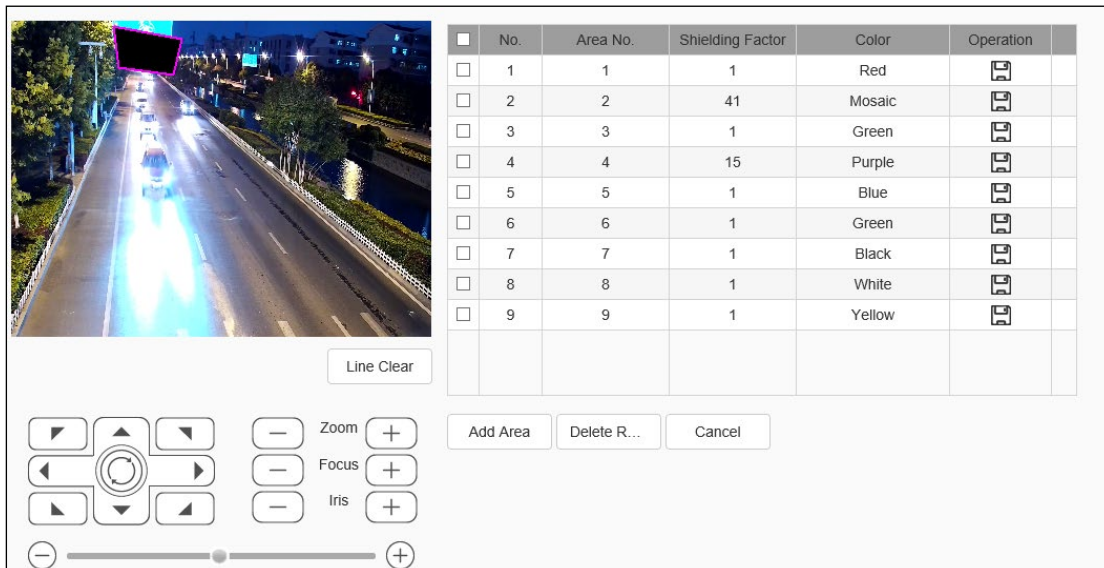 No. Area No. Shielding Factor Color Operation
1 1 1 Red
2 2 41 Mosaic
3 3 1 Green
4 4 15 Purple
5 5 1 Blue
6 6 1 Green
7 7 1 Black
8 8 1 White
9 9 1 Yellow
Line Clear
Add Area Delete R... Cancel
Zoom
Focus
Iris